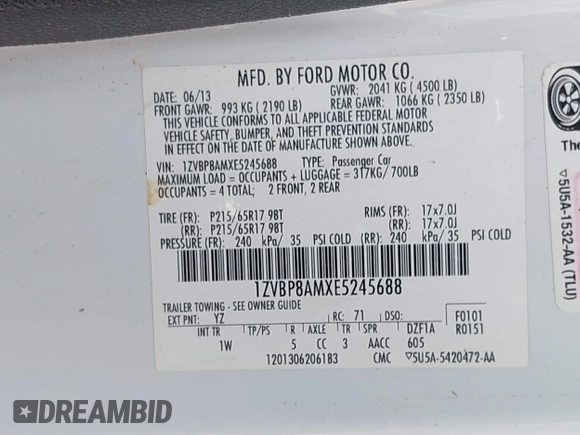 MFD. BY FORD MOTOR CO.
DATE: 06/13 GVWR: 2041 KG ( 4500 LB)
FRONT GAWR: 993 KG ( 2190 LB) REAR GAWR: 1066 KG ( 2350 LB)
THIS VEHICLE CONFORMS TO ALL APPLICABLE FEDERAL MOTOR
VEHICLE SAFETY, BUMPER, AND THEFT PREVENTION STANDARDS
IN EFFECT ON THE DATE OF MANUFACTURE SHOWN ABOVE.
VIN: 1ZVBP8AMXE5245688 TYPE: Passenger Car
MAXIMUM LOAD = OCCUPANTS + LUGGAGE = 317KG/ 700LB
OCCUPANTS = 4 TOTAL; 2 FRONT, 2 REAR
TIRE (FR): P215/65R17 98T RIMS (FR): 17x7.0J
(RR): P215/65R17 98T (RR): 17x7.0J
PRESSURE (FR): 240 kPa/ 35 PSI COLD (RR): 240 kPa/ 35 PSI COLD
1ZVBP8AMXE5245688
TRAILER TOWING - SEE OWNER GUIDE
EXT PNT: YZ RC: 71 DSO: F0101
INT TR TP/PS R AXLE TR SPR DZF1A R0151
1W 5 CC 3 AACC 605
1201306206183 CMC ▽5U5A-5420472-AA
The
▽5U5A-1532-AA (TLU)
DREAMBID